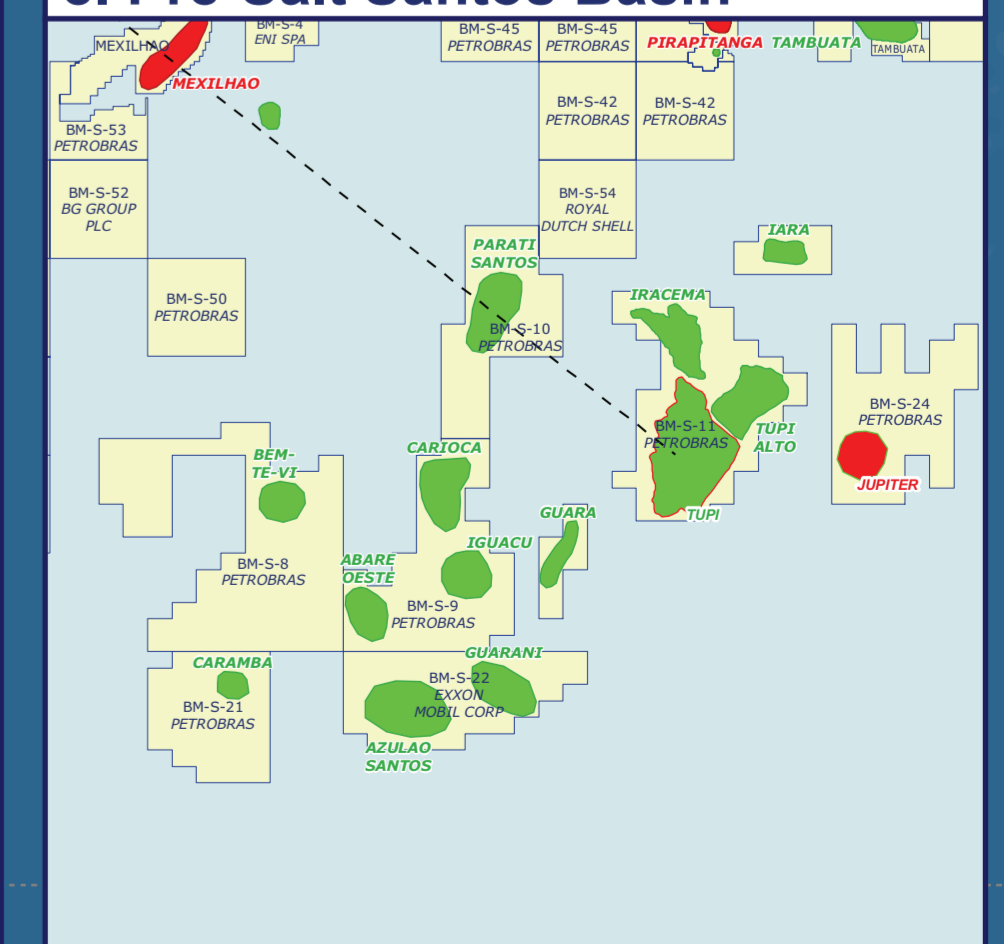 MEXILHAO
MEXILHAO
BM-S-4
ENI SPA
BM-S-45
PETROBRAS
BM-S-45
PETROBRAS
PIRAPITANGA
TAMBUATA
TAMBUATA
BM-S-53
PETROBRAS
BM-S-42
PETROBRAS
BM-S-42
PETROBRAS
BM-S-52
BG GROUP
PLC
BM-S-54
ROYAL
DUTCH SHELL
PARATI
SANTOS
IARA
BM-S-50
PETROBRAS
BM-S-10
PETROBRAS
IRACEMA
BM-S-11
PETROBRAS
TUPI
ALTO
TUPI
BM-S-24
PETROBRAS
JUPITER
BEM-
TE-VI
CARIOCA
GUARA
IGUACU
ABARE
OESTE
BM-S-8
PETROBRAS
BM-S-9
PETROBRAS
CARAMBA
BM-S-21
PETROBRAS
GUARANI
BM-S-22
EXXON
MOBIL CORP
AZULAO
SANTOS